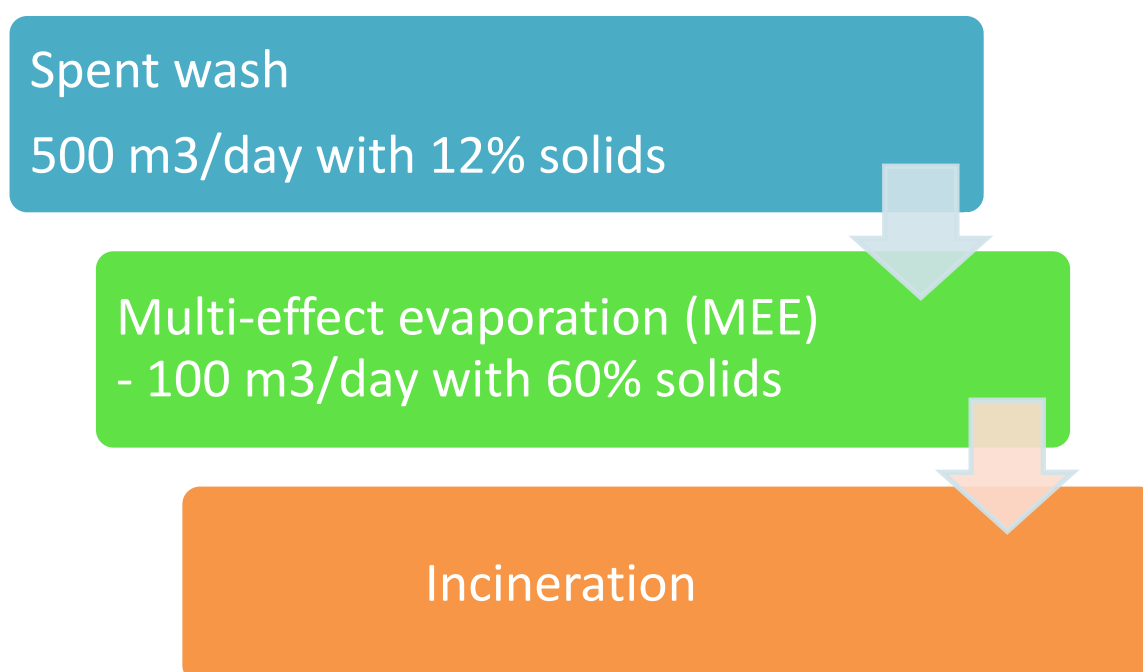 Spent wash
500 m3/day with 12% solids
Multi-effect evaporation (MEE)
- 100 m3/day with 60% solids
Incineration